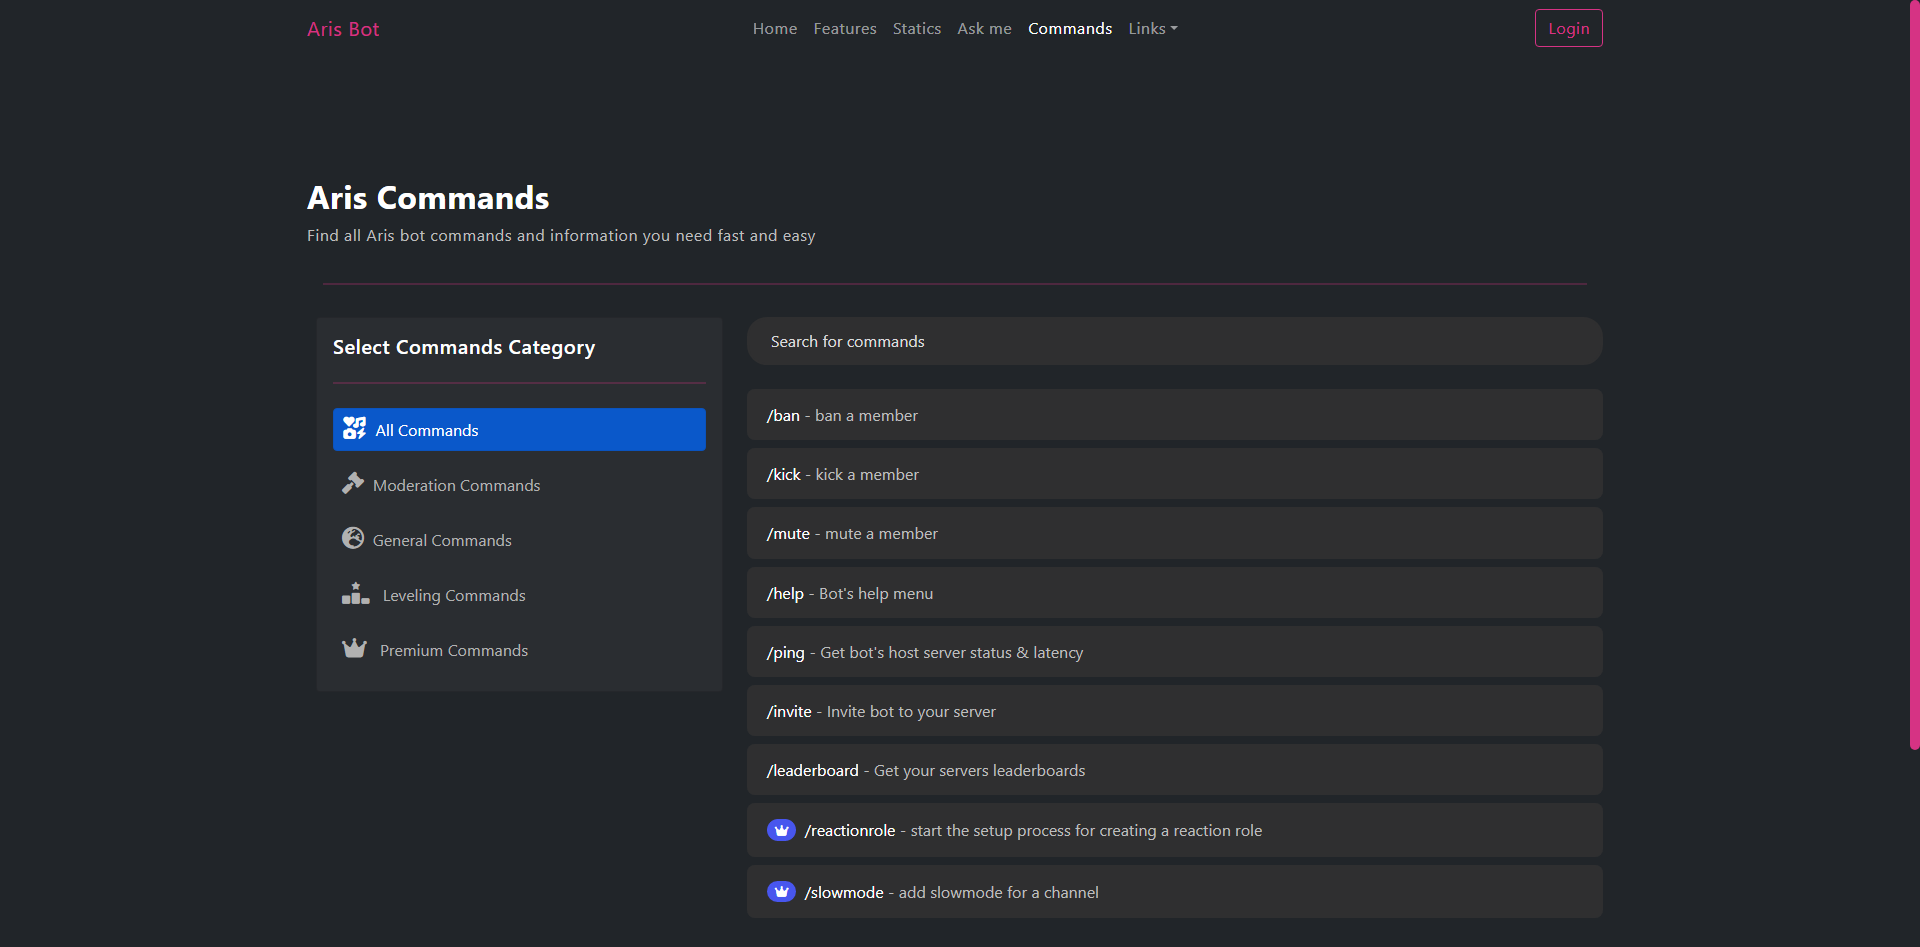 Aris Bot
Home Features Statics Ask me Commands Links
Login
Aris Commands
Find all Aris bot commands and information you need fast and easy
Select Commands Category
All Commands
Moderation Commands
General Commands
Leveling Commands
Premium Commands
Search for commands
/ban - ban a member
/kick - kick a member
/mute - mute a member
/help - Bot's help menu
/ping - Get bot's host server status & latency
/invite - Invite bot to your server
/leaderboard - Get your servers leaderboards
/reactionrole - start the setup process for creating a reaction role
/slowmode - add slowmode for a channel